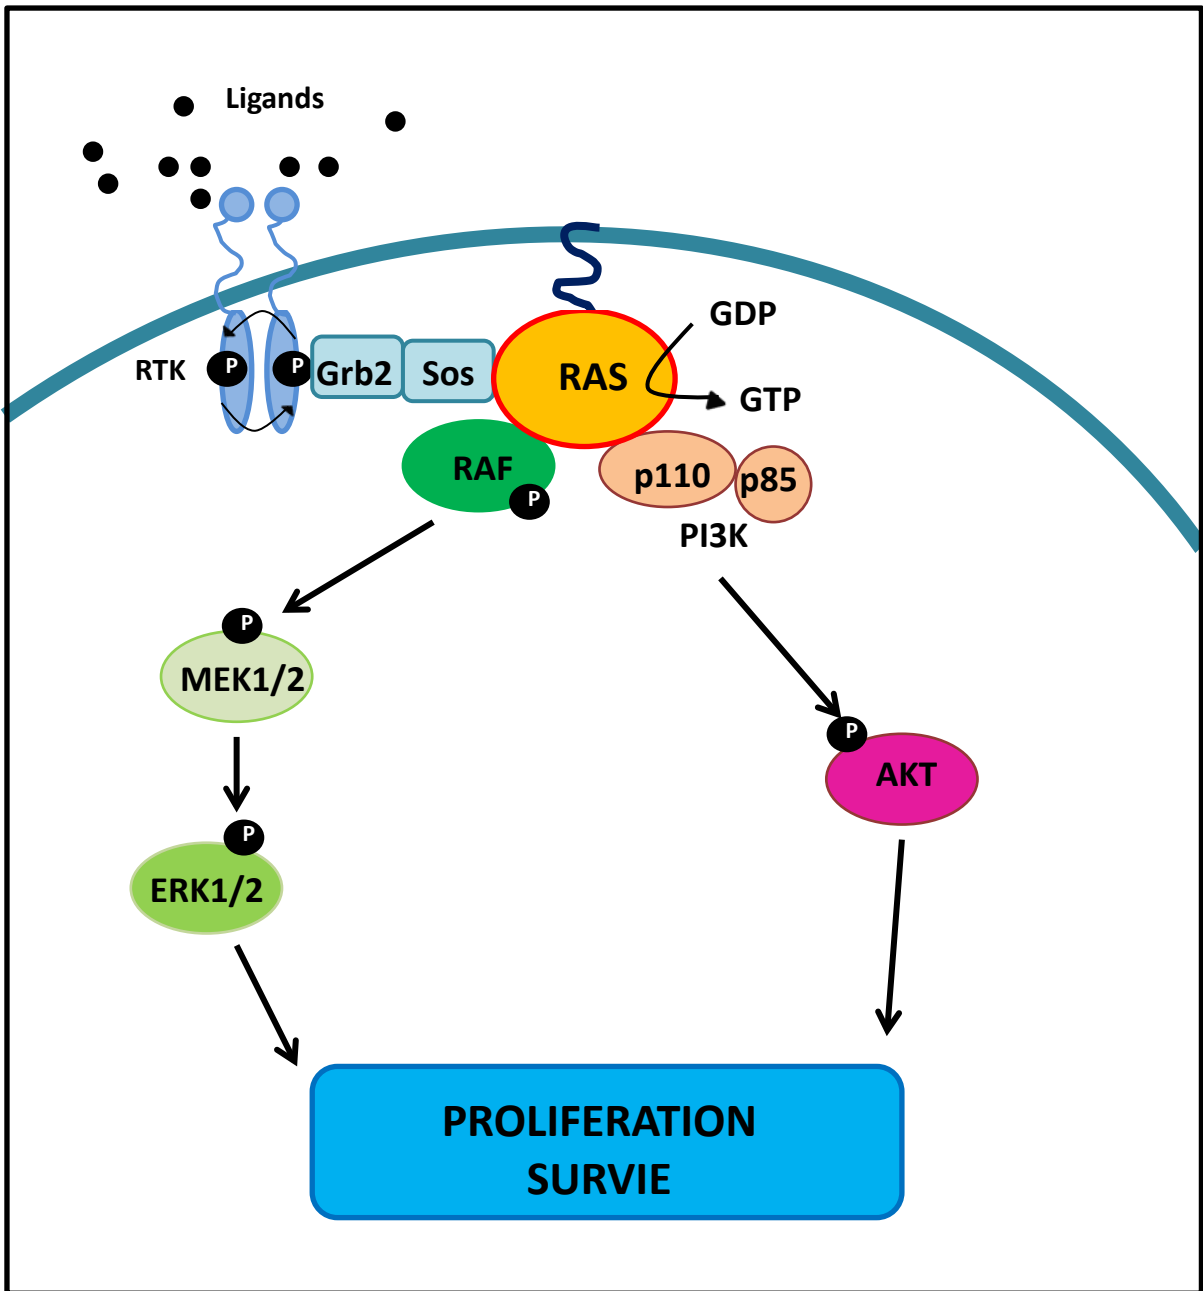 Ligands
GDP
RTK
P
P
Grb2
Sos
RAS
GTP
RAF
P
p110
p85
PI3K
P
MEK1/2
P
AKT
P
ERK1/2
PROLIFERATION
SURVIE